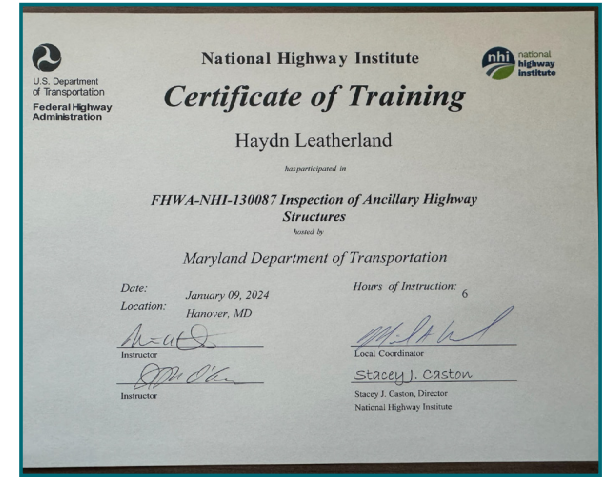 National Highway Institute
nhi national
highway
institute
U.S. Department
of Transportation
Federal Highway
Administration
Certificate of Training
Haydn Leatherland
has participated in
FHWA-NHI-130087 Inspection of Ancillary Highway
Structures
hosted by
Maryland Department of Transportation
Date: January 09, 2024
Hours of Instruction: 6
Location: Hanover, MD
Instructor
Local Coordinator
Stacey J. Caston
Instructor
Stacey J. Caston, Director
National Highway Institute